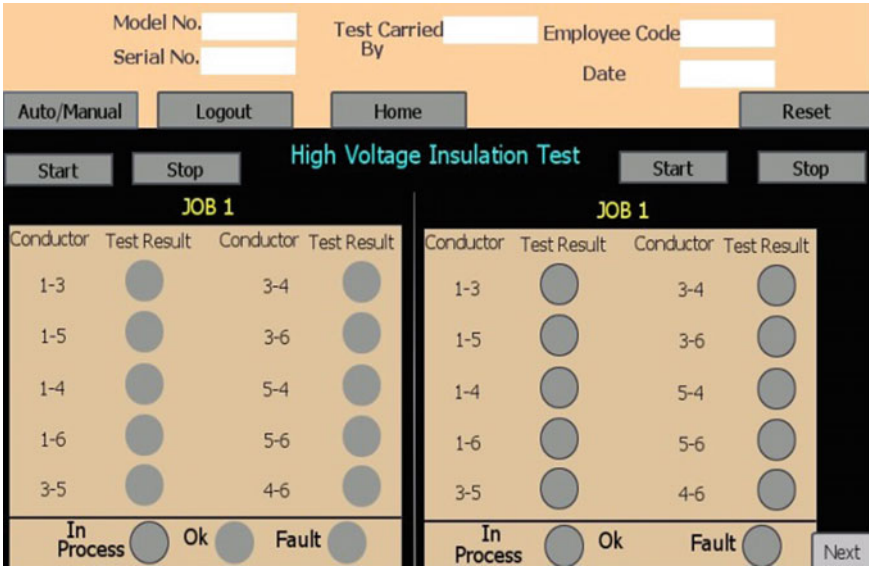 Model No.
Test Carried By
Employee Code
Serial No.
Date
Auto/Manual Logout Home Reset
High Voltage Insulation Test
Start Stop Start Stop
JOB 1
Conductor Test Result Conductor Test Result
1-3 3-4
1-5 3-6
1-4 5-4
1-6 5-6
3-5 4-6
In Process Ok Fault
JOB 1
Conductor Test Result Conductor Test Result
1-3 3-4
1-5 3-6
1-4 5-4
1-6 5-6
3-5 4-6
In Process Ok Fault
Next